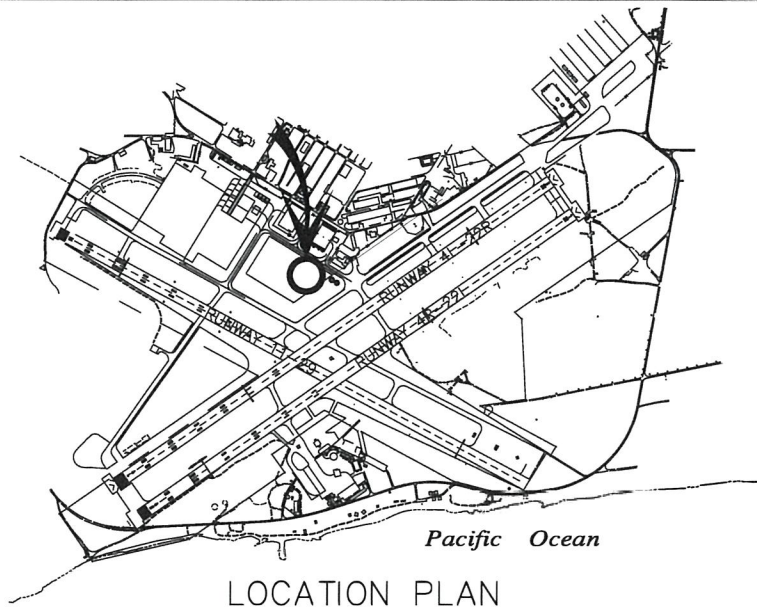 RUNWAY 4L-22R
RUNWAY 4R-22L
RUNWAY 11-29
Pacific Ocean
LOCATION PLAN